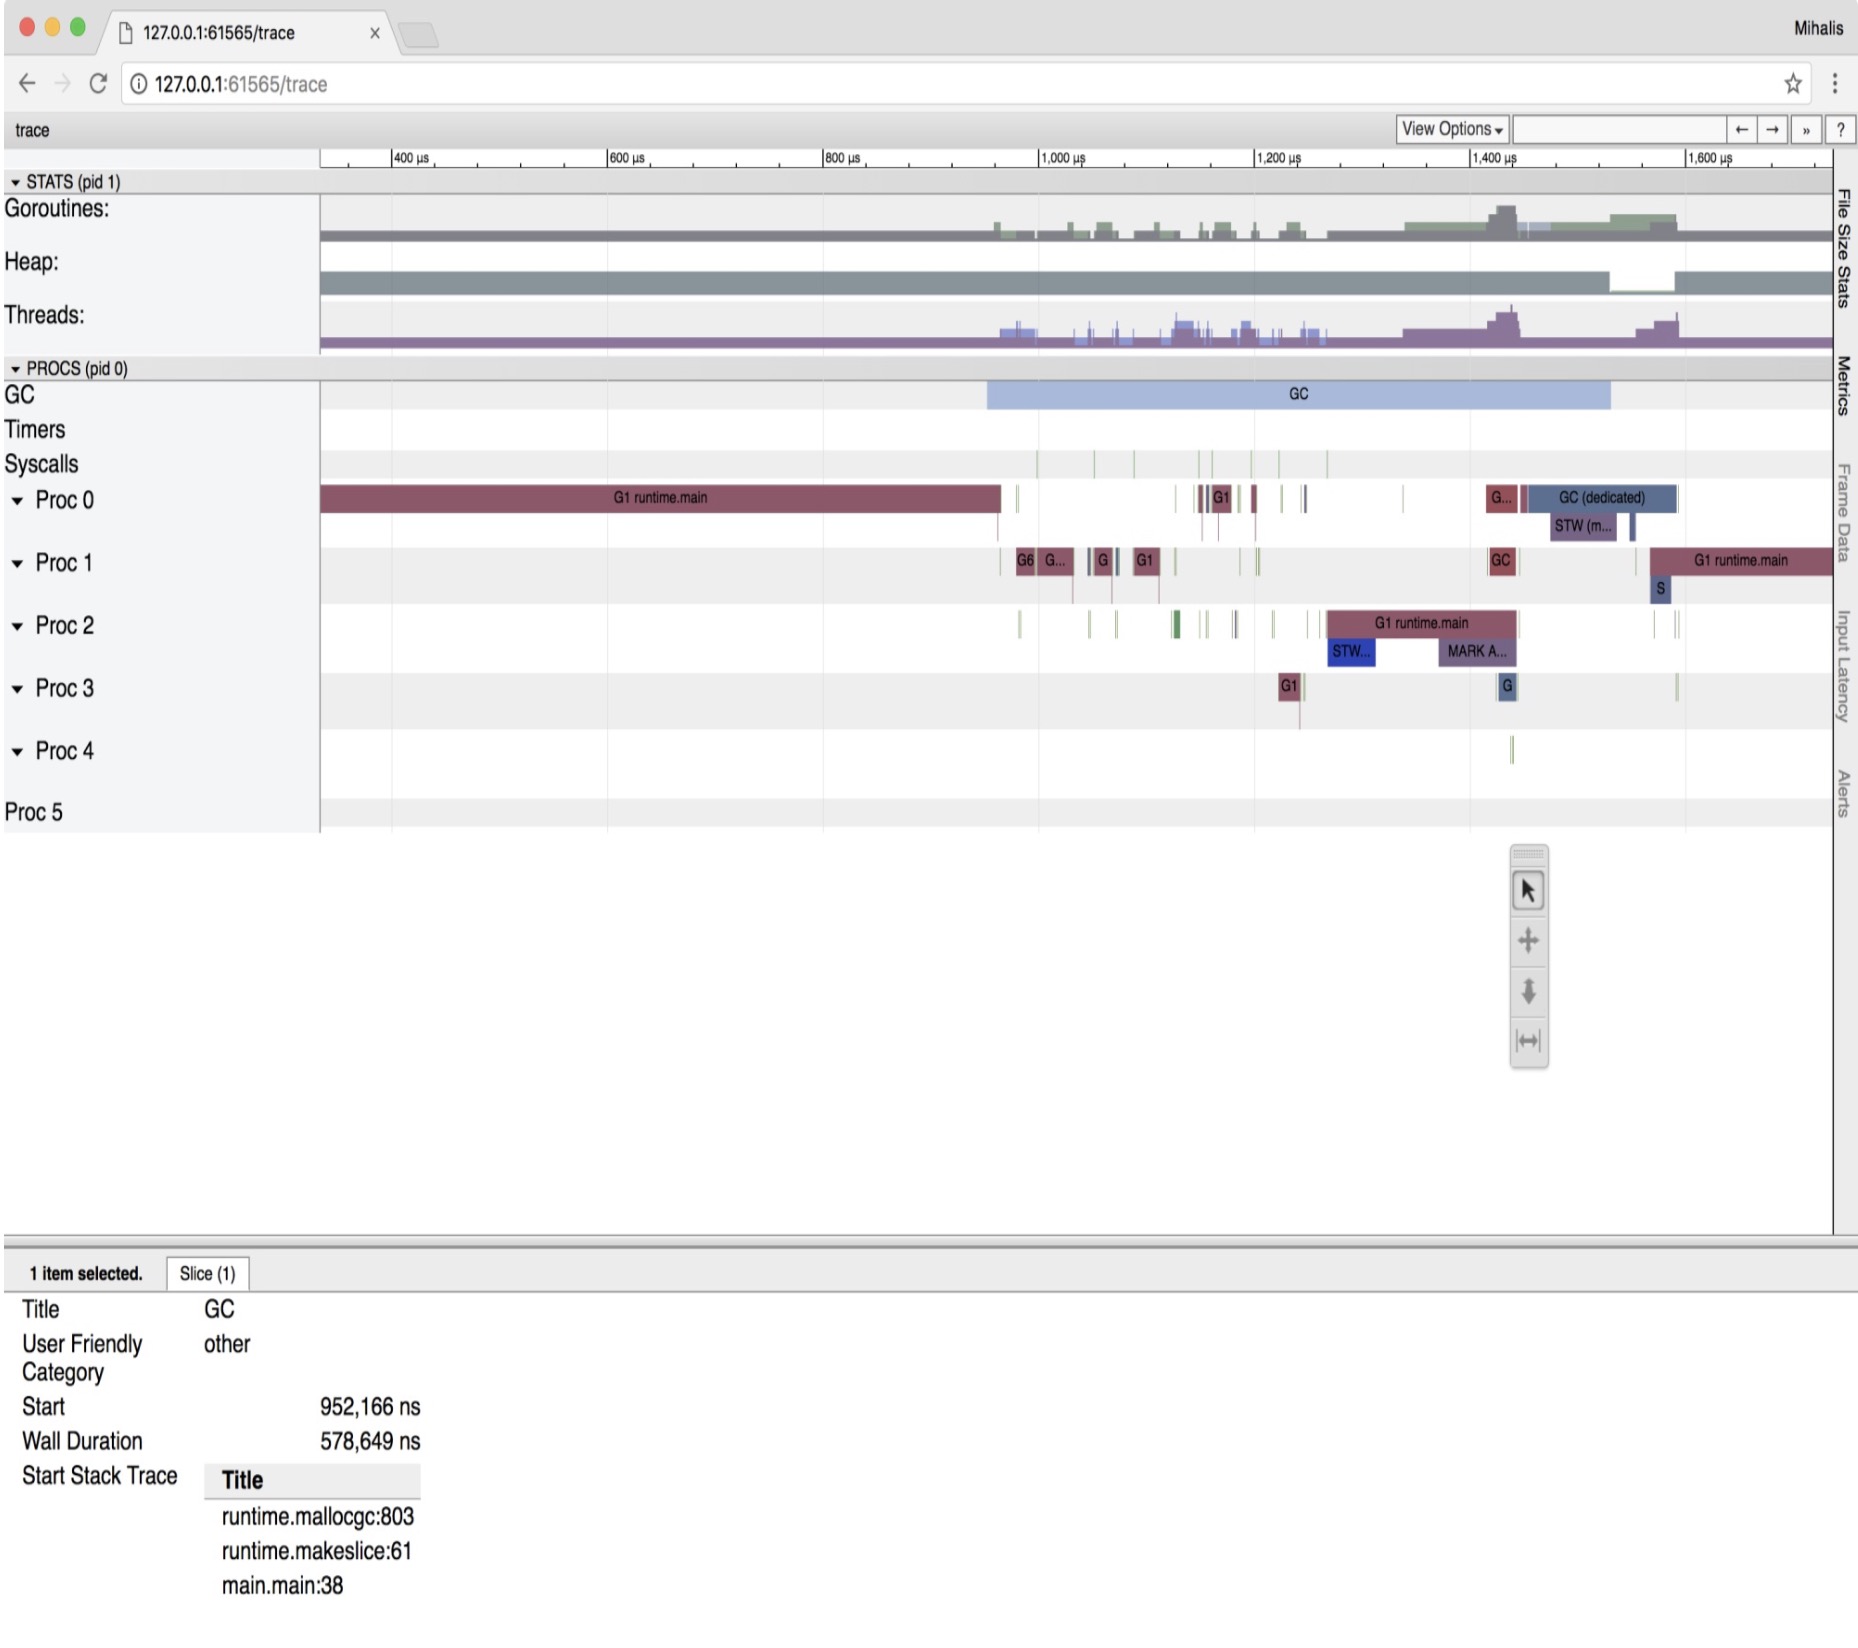 127.0.0.1:61565/trace
Mihalis
127.0.0.1:61565/trace
trace
View Options
»
?
400 µs
600 µs
800 µs
1,000 µs
1,200 µs
1,400 µs
1,600 µs
STATS (pid 1)
Goroutines:
Heap:
Threads:
PROCS (pid 0)
GC
GC
Timers
Syscalls
Proc 0
G1 runtime.main
G1
G...
GC (dedicated)
STW (m...
Proc 1
G6
G...
G
G1
GC
G1 runtime.main
S
Proc 2
G1 runtime.main
STW...
MARK A...
Proc 3
G1
G
Proc 4
Proc 5
File Size Stats
Metrics
Frame Data
Input Latency
Alerts
1 item selected.
Slice (1)
Title GC
User Friendly Category other
Start 952,166 ns
Wall Duration 578,649 ns
Start Stack Trace
Title
runtime.mallocgc:803
runtime.makeslice:61
main.main:38